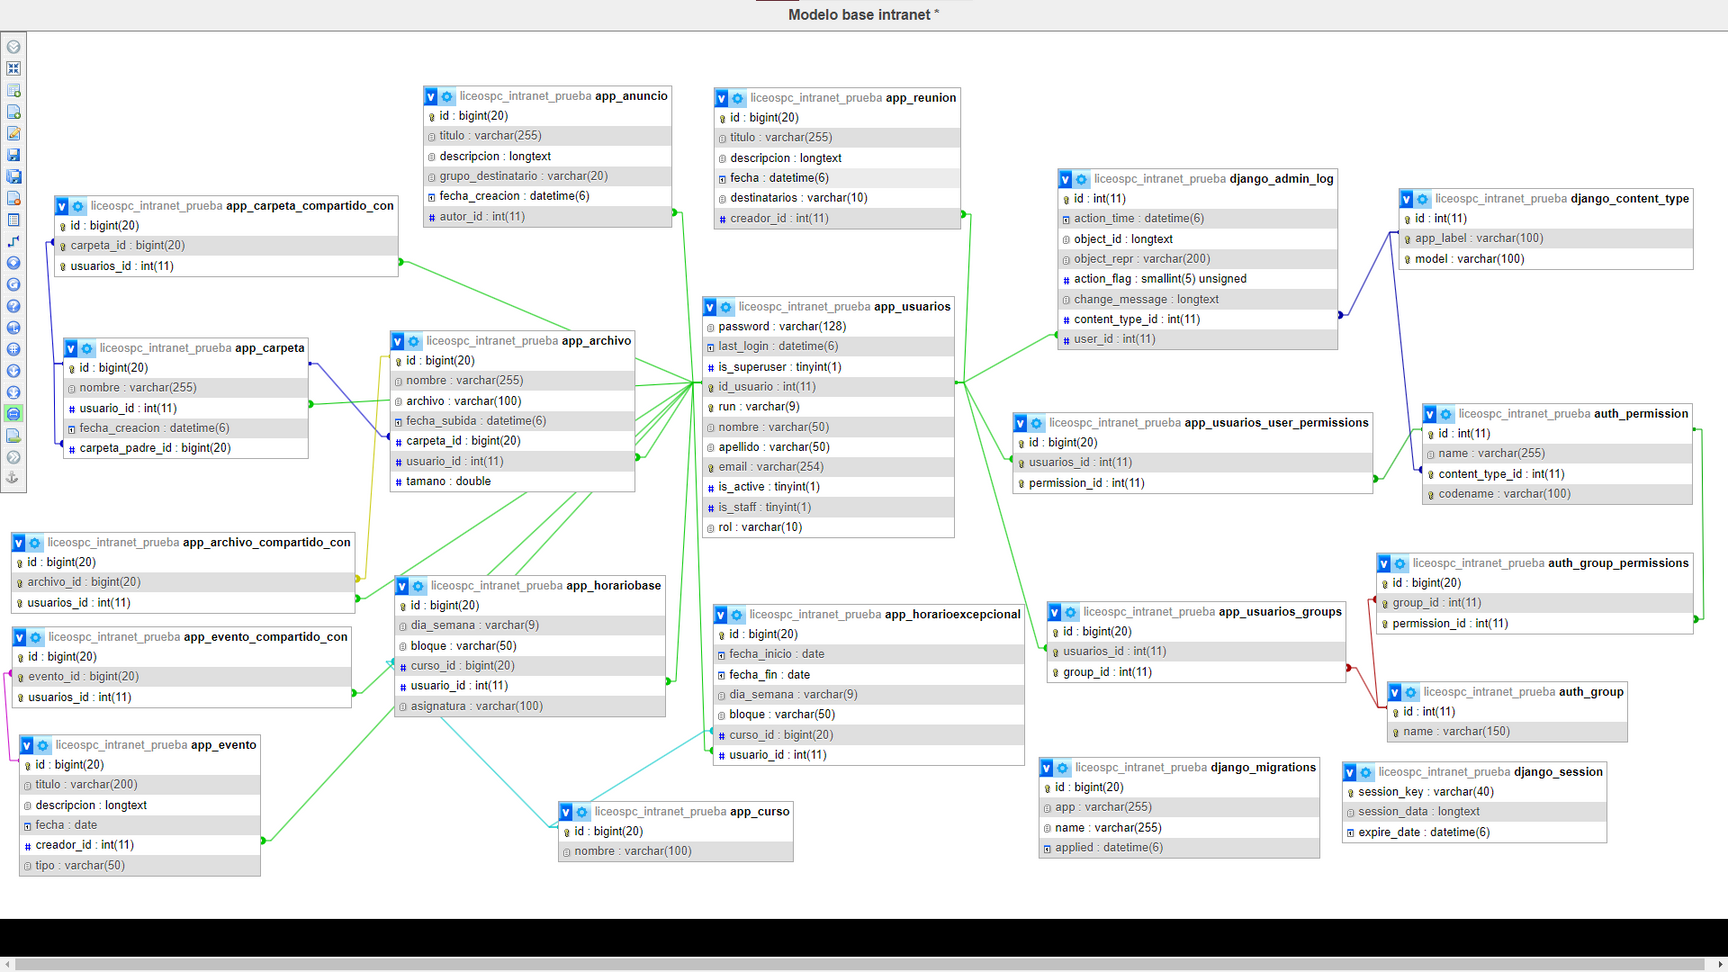 Modelo base intranet *
liceospc_intranet_prueba app_anuncio
id : bigint(20)
titulo : varchar(255)
descripcion : longtext
grupo_destinatario : varchar(20)
fecha_creacion : datetime(6)
autor_id : int(11)
liceospc_intranet_prueba app_reunion
id : bigint(20)
titulo : varchar(255)
descripcion : longtext
fecha : datetime(6)
destinatarios : varchar(10)
creador_id : int(11)
liceospc_intranet_prueba django_admin_log
id : int(11)
action_time : datetime(6)
object_id : longtext
object_repr : varchar(200)
action_flag : smallint(5) unsigned
change_message : longtext
content_type_id : int(11)
user_id : int(11)
liceospc_intranet_prueba django_content_type
id : int(11)
app_label : varchar(100)
model : varchar(100)
liceospc_intranet_prueba app_carpeta_compartido_con
id : bigint(20)
carpeta_id : bigint(20)
usuarios_id : int(11)
liceospc_intranet_prueba app_carpeta
id : bigint(20)
nombre : varchar(255)
usuario_id : int(11)
fecha_creacion : datetime(6)
carpeta_padre_id : bigint(20)
liceospc_intranet_prueba app_archivo
id : bigint(20)
nombre : varchar(255)
archivo : varchar(100)
fecha_subida : datetime(6)
carpeta_id : bigint(20)
usuario_id : int(11)
tamano : double
liceospc_intranet_prueba app_usuarios
password : varchar(128)
last_login : datetime(6)
is_superuser : tinyint(1)
id_usuario : int(11)
run : varchar(9)
nombre : varchar(50)
apellido : varchar(50)
email : varchar(254)
is_active : tinyint(1)
is_staff : tinyint(1)
rol : varchar(10)
liceospc_intranet_prueba app_usuarios_user_permissions
id : bigint(20)
usuarios_id : int(11)
permission_id : int(11)
liceospc_intranet_prueba auth_permission
id : int(11)
name : varchar(255)
content_type_id : int(11)
codename : varchar(100)
liceospc_intranet_prueba app_archivo_compartido_con
id : bigint(20)
archivo_id : bigint(20)
usuarios_id : int(11)
liceospc_intranet_prueba app_evento_compartido_con
id : bigint(20)
evento_id : bigint(20)
usuarios_id : int(11)
liceospc_intranet_prueba app_evento
id : bigint(20)
titulo : varchar(200)
descripcion : longtext
fecha : date
creador_id : int(11)
tipo : varchar(50)
liceospc_intranet_prueba app_horariobase
id : bigint(20)
dia_semana : varchar(9)
bloque : varchar(50)
curso_id : bigint(20)
usuario_id : int(11)
asignatura : varchar(100)
liceospc_intranet_prueba app_horarioexcepcional
id : bigint(20)
fecha_inicio : date
fecha_fin : date
dia_semana : varchar(9)
bloque : varchar(50)
curso_id : bigint(20)
usuario_id : int(11)
liceospc_intranet_prueba app_curso
id : bigint(20)
nombre : varchar(100)
liceospc_intranet_prueba app_usuarios_groups
id : bigint(20)
usuarios_id : int(11)
group_id : int(11)
liceospc_intranet_prueba auth_group_permissions
id : bigint(20)
group_id : int(11)
permission_id : int(11)
liceospc_intranet_prueba auth_group
id : int(11)
name : varchar(150)
liceospc_intranet_prueba django_migrations
id : bigint(20)
app : varchar(255)
name : varchar(255)
applied : datetime(6)
liceospc_intranet_prueba django_session
session_key : varchar(40)
session_data : longtext
expire_date : datetime(6)